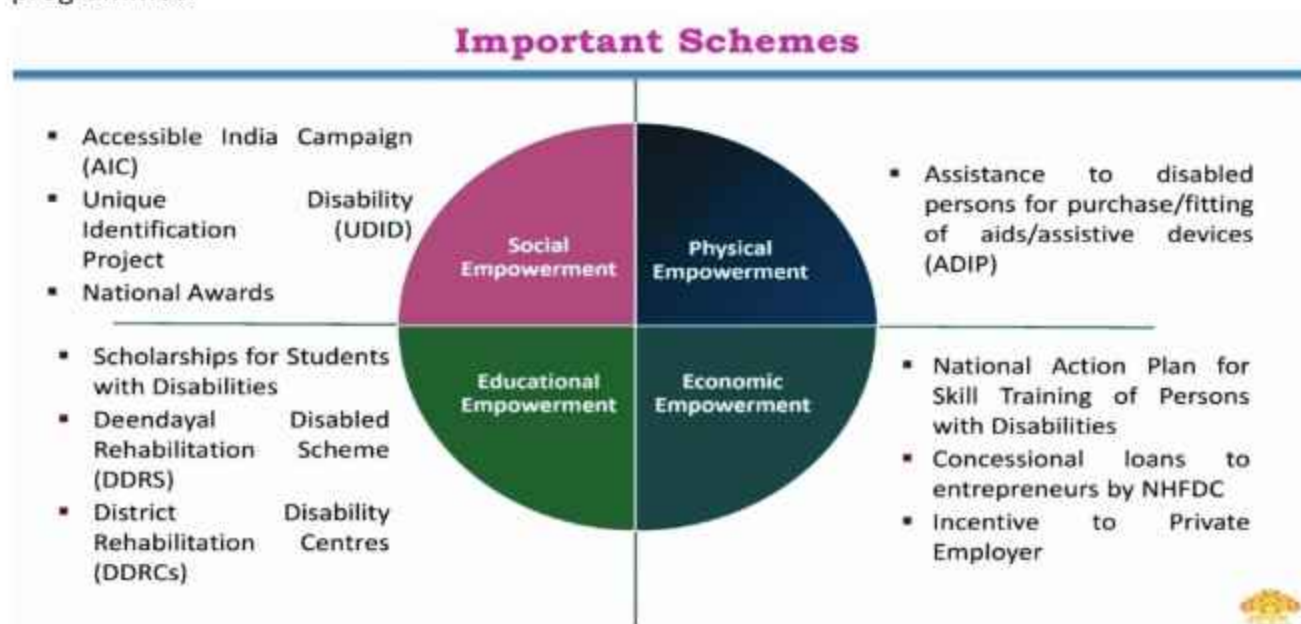 Important Schemes
▪ Accessible India Campaign
(AIC)
▪ Unique Disability
Identification (UDID)
Project
▪ National Awards
Social
Empowerment
Physical
Empowerment
▪ Assistance to disabled
persons for purchase/fitting
of aids/assistive devices
(ADIP)
▪ Scholarships for Students
with Disabilities
▪ Deendayal Disabled
Rehabilitation Scheme
(DDRS)
▪ District Disability
Rehabilitation Centres
(DDRCs)
Educational
Empowerment
Economic
Empowerment
▪ National Action Plan for
Skill Training of Persons
with Disabilities
▪ Concessional loans to
entrepreneurs by NHFDC
▪ Incentive to Private
Employer